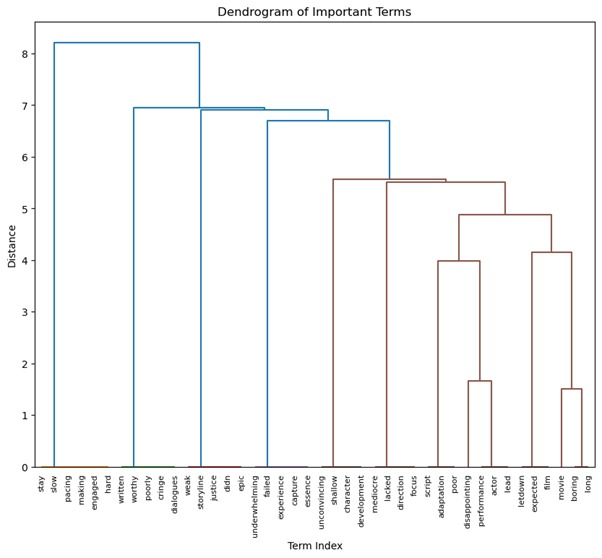 Dendrogram of Important Terms
8
7
6
5
4
3
2
1
0
Distance
stay
slow
pacing
making
engaged
hard
written
worthy
poorly
cringe
dialogues
weak
storyline
justice
didn
epic
underwhelming
failed
experience
capture
essence
unconvincing
shallow
character
development
mediocre
lacked
direction
focus
script
adaptation
poor
disappointing
performance
actor
lead
letdown
expected
film
movie
boring
long
Term Index